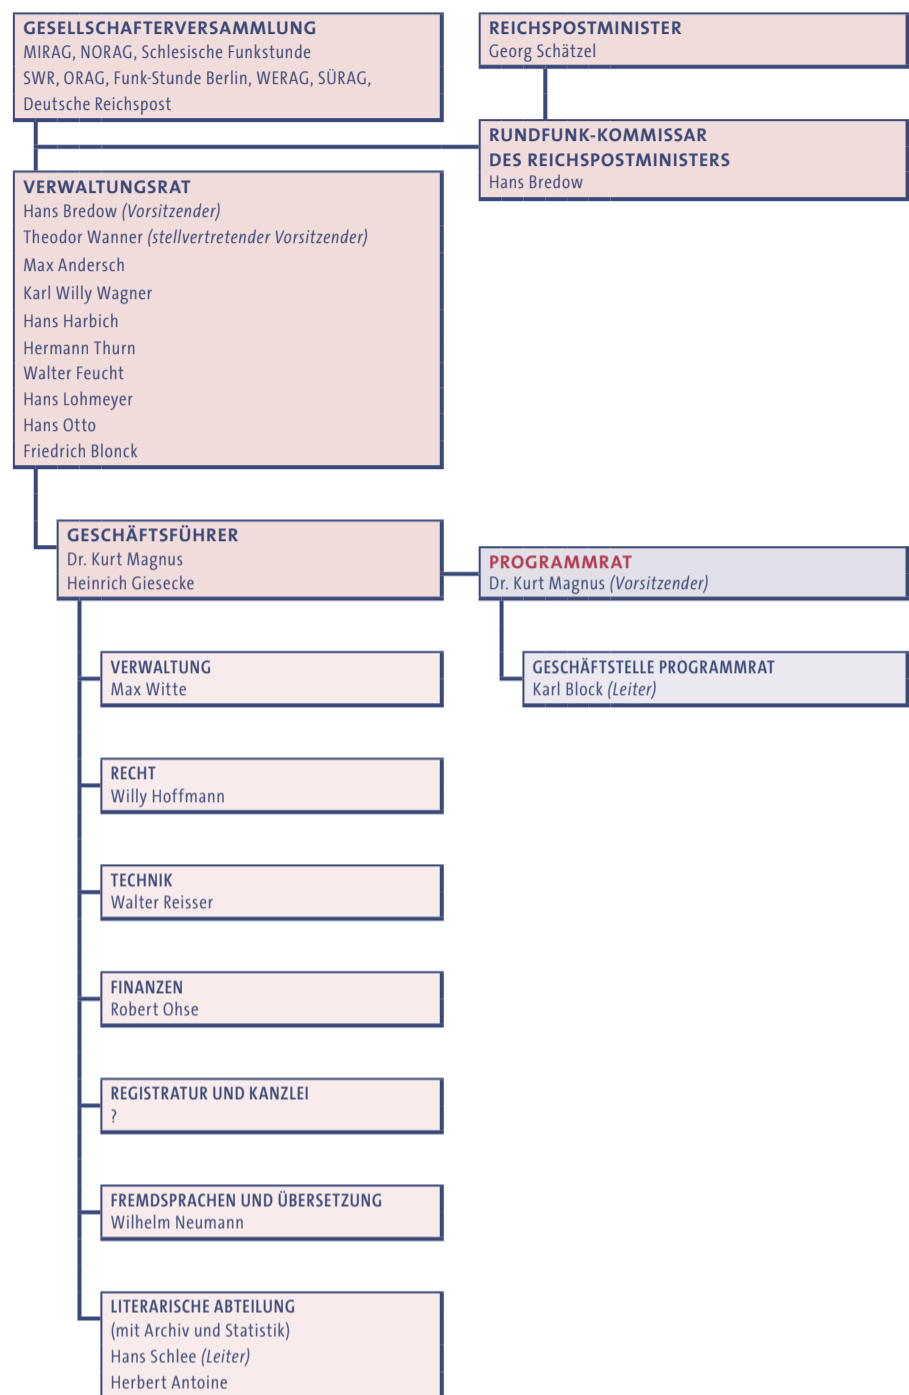 GESELLSCHAFTERVERSAMMLUNG
MIRAG, NORAG, Schlesische Funkstunde
SWR, ORAG, Funk-Stunde Berlin, WERAG, SÜRAG,
Deutsche Reichspost
REICHSPOSTMINISTER
Georg Schätzel
RUNDFUNK-KOMMISSAR
DES REICHSPOSTMINISTERS
Hans Bredow
VERWALTUNGSRAT
Hans Bredow (Vorsitzender)
Theodor Wanner (stellvertretender Vorsitzender)
Max Andersch
Karl Willy Wagner
Hans Harbich
Hermann Thurn
Walter Feucht
Hans Lohmeyer
Hans Otto
Friedrich Blonck
GESCHÄFTSFÜHRER
Dr. Kurt Magnus
Heinrich Giesecke
PROGRAMMRAT
Dr. Kurt Magnus (Vorsitzender)
GESCHÄFTSTELLE PROGRAMMRAT
Karl Block (Leiter)
VERWALTUNG
Max Witte
RECHT
Willy Hoffmann
TECHNIK
Walter Reisser
FINANZEN
Robert Ohse
REGISTRATUR UND KANZLEI
?
FREMDSPRACHEN UND ÜBERSETZUNG
Wilhelm Neumann
LITERARISCHE ABTEILUNG
(mit Archiv und Statistik)
Hans Schlee (Leiter)
Herbert Antoine